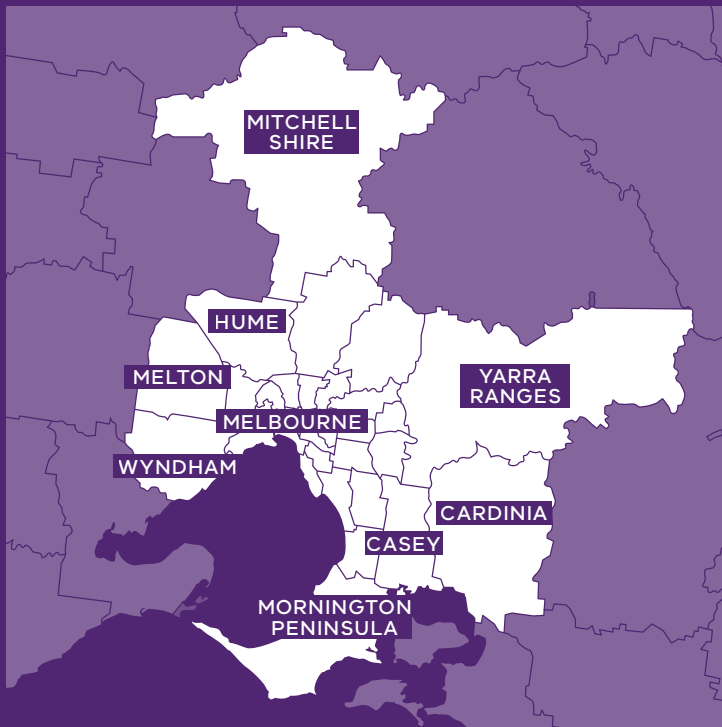 MITCHELL
SHIRE
HUME
MELTON
YARRA
RANGES
MELBOURNE
WYNDHAM
CARDINIA
CASEY
MORNINGTON
PENINSULA